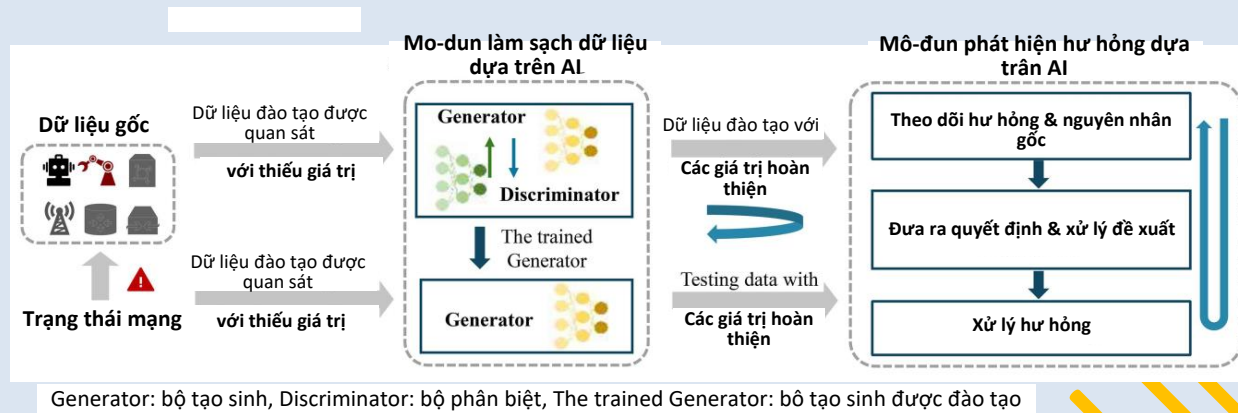 Mo-dun làm sạch dữ liệu
dựa trên AI
Mô-đun phát hiện hư hỏng dựa
trân AI
Dữ liệu gốc
Trạng thái mạng
Dữ liệu đào tạo được
quan sát
với thiếu giá trị
Dữ liệu đào tạo được
quan sát
với thiếu giá trị
Generator
Discriminator
The trained
Generator
Generator
Dữ liệu đào tạo với
Các giá trị hoàn
thiện
Testing data with
Các giá trị hoàn
thiện
Theo dõi hư hỏng & nguyên nhân
gốc
Đưa ra quyết định & xử lý đề xuất
Xử lý hư hỏng
Generator: bộ tạo sinh, Discriminator: bộ phân biệt, The trained Generator: bô tạo sinh được đào tạo